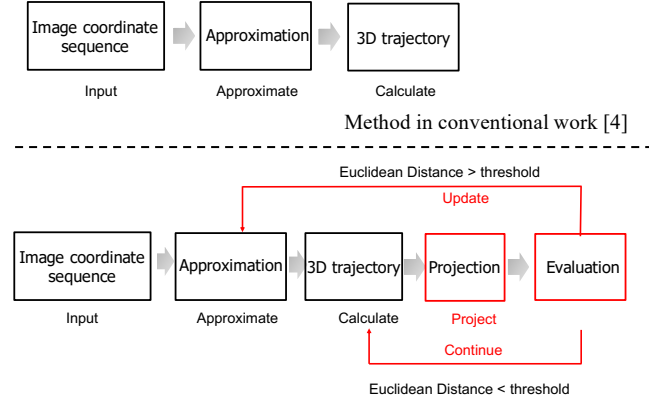 Image coordinate
sequence
Approximation
3D trajectory
Input
Approximate
Calculate
Method in conventional work [4]
Euclidean Distance > threshold
Update
Image coordinate
sequence
Approximation
3D trajectory
Projection
Evaluation
Input
Approximate
Calculate
Project
Continue
Euclidean Distance < threshold